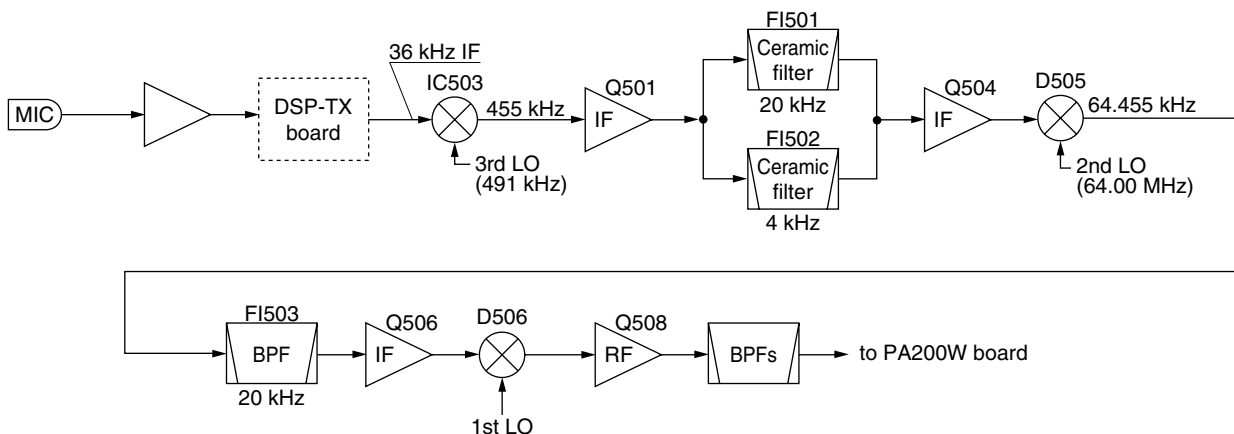 MIC
DSP-TX
board
36 kHz IF
IC503
3rd LO
(491 kHz)
455 kHz
Q501
IF
FI501
Ceramic
filter
20 kHz
FI502
Ceramic
filter
4 kHz
Q504
IF
D505
64.455 kHz
2nd LO
(64.00 MHz)
FI503
BPF
20 kHz
Q506
IF
D506
1st LO
Q508
RF
BPFs
to PA200W board